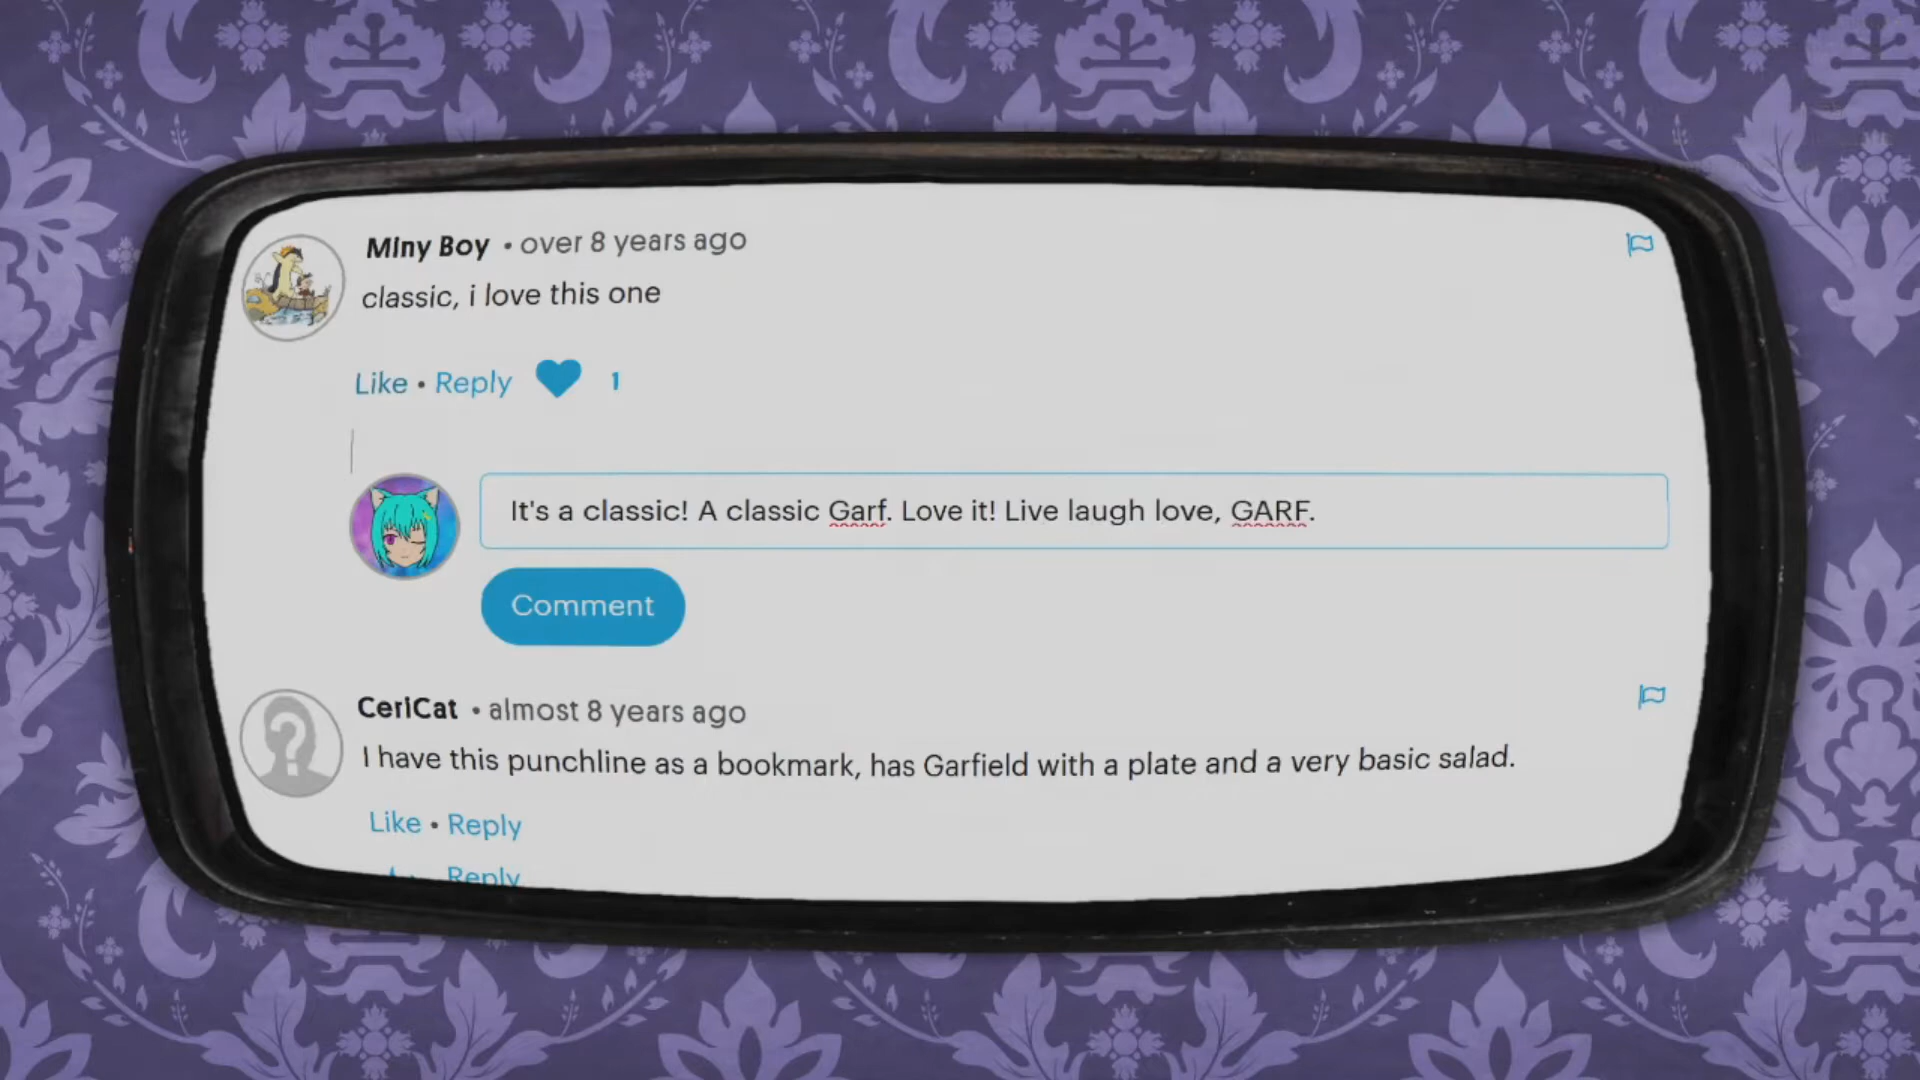 Miny Boy • over 8 years ago
classic, i love this one
Like • Reply 1
It's a classic! A classic Garf. Love it! Live laugh love, GARF.
Comment
CeriCat • almost 8 years ago
I have this punchline as a bookmark, has Garfield with a plate and a very basic salad.
Like • Reply
Reply